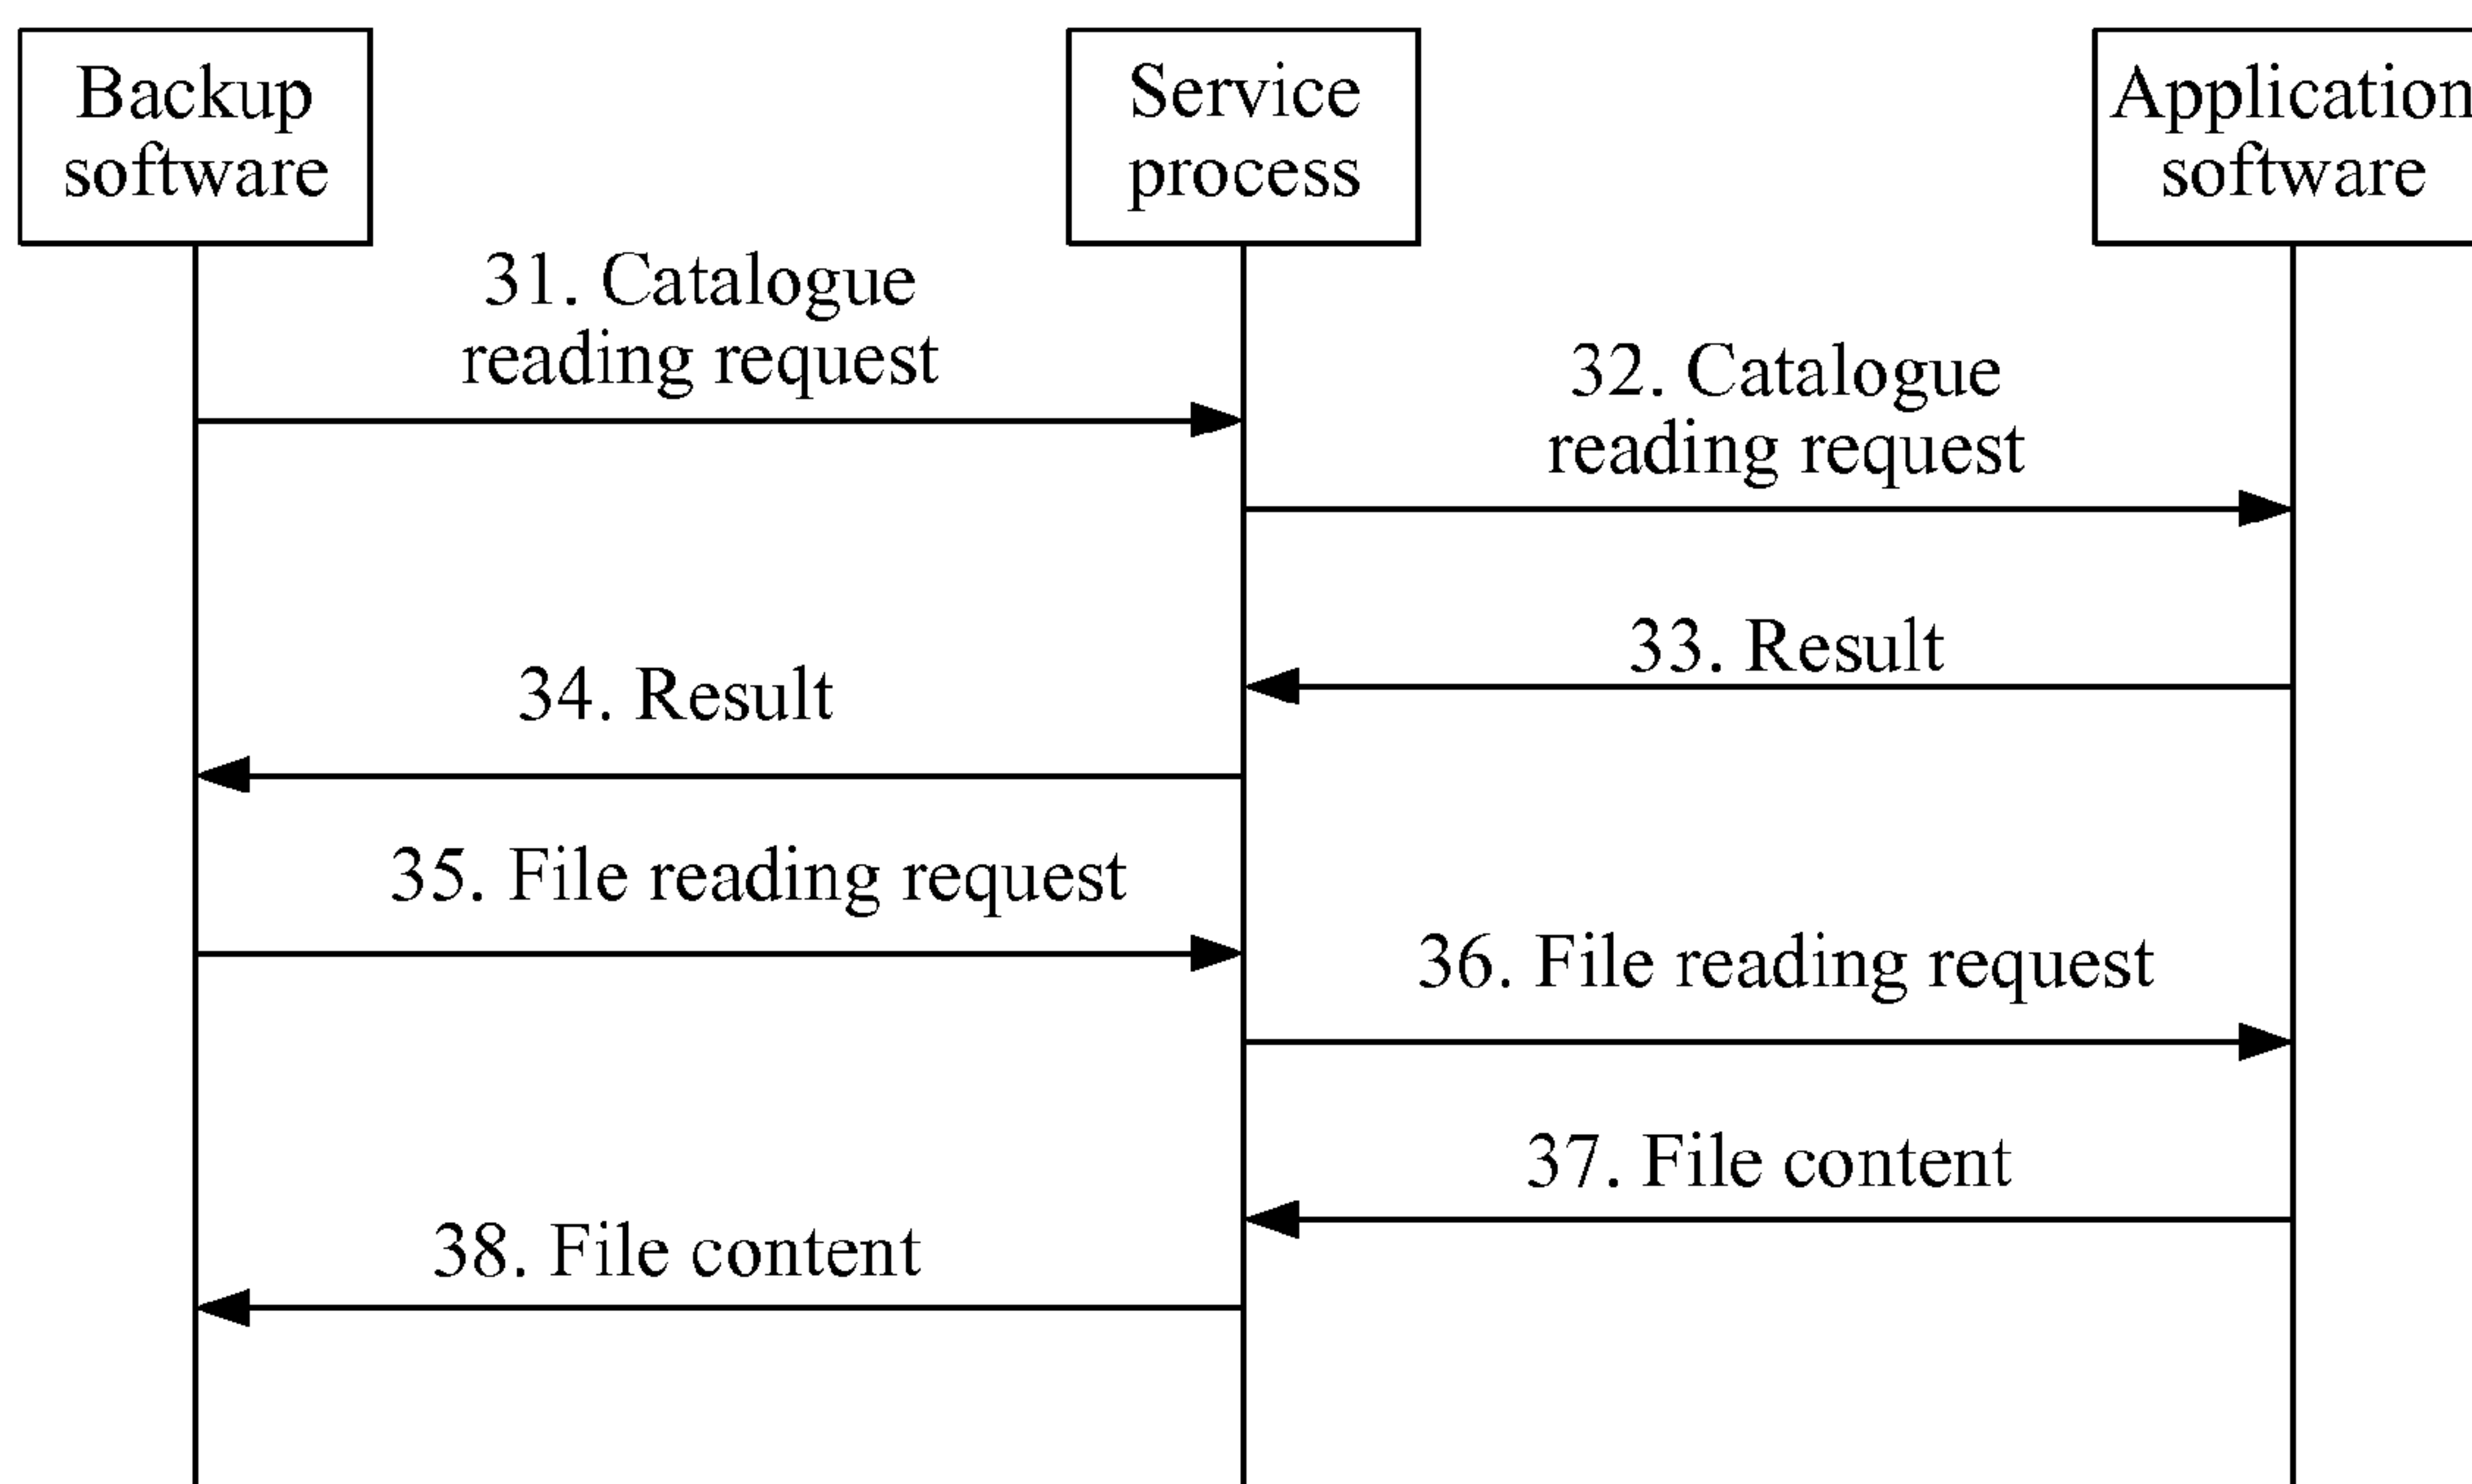 Backup
software
Service
process
Application
software
31. Catalogue
reading request
32. Catalogue
reading request
33. Result
34. Result
35. File reading request
36. File reading request
37. File content
38. File content